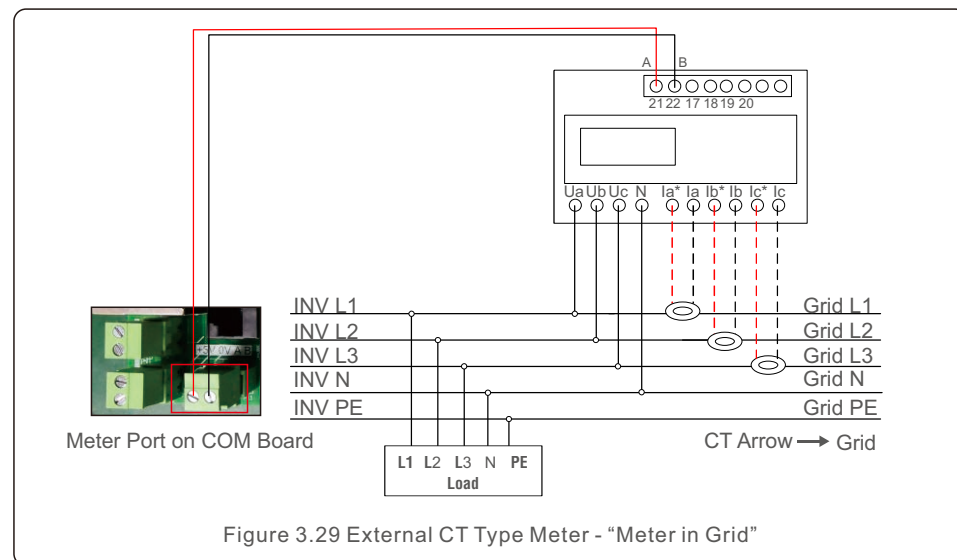 A B
21 22 17 18 19 20
Ua Ub Uc N Ia* Ia Ib* Ib Ic* Ic
INV L1 Grid L1
INV L2 Grid L2
INV L3 Grid L3
INV N Grid N
INV PE Grid PE
0V A B
Meter Port on COM Board
CT Arrow → Grid
L1 L2 L3 N PE
Load
Figure 3.29 External CT Type Meter - “Meter in Grid”